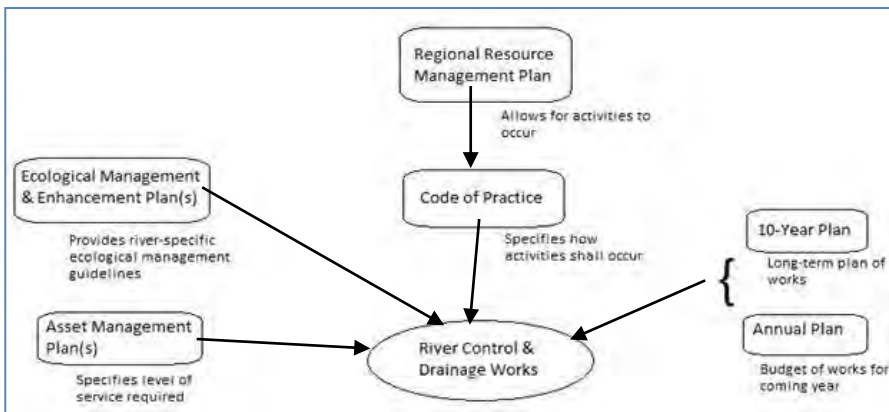 Regional Resource
Management Plan
Allows for activities to
occur
Ecological Management
& Enhancement Plan(s)
Provides river-specific
ecological management
guidelines
Code of Practice
Specifies how
activities shall occur
10-Year Plan
{
Long-term plan of
works
Asset Management
Plan(s)
Specifies level of
service required
River Control &
Drainage Works
Annual Plan
Budget of works for
coming year